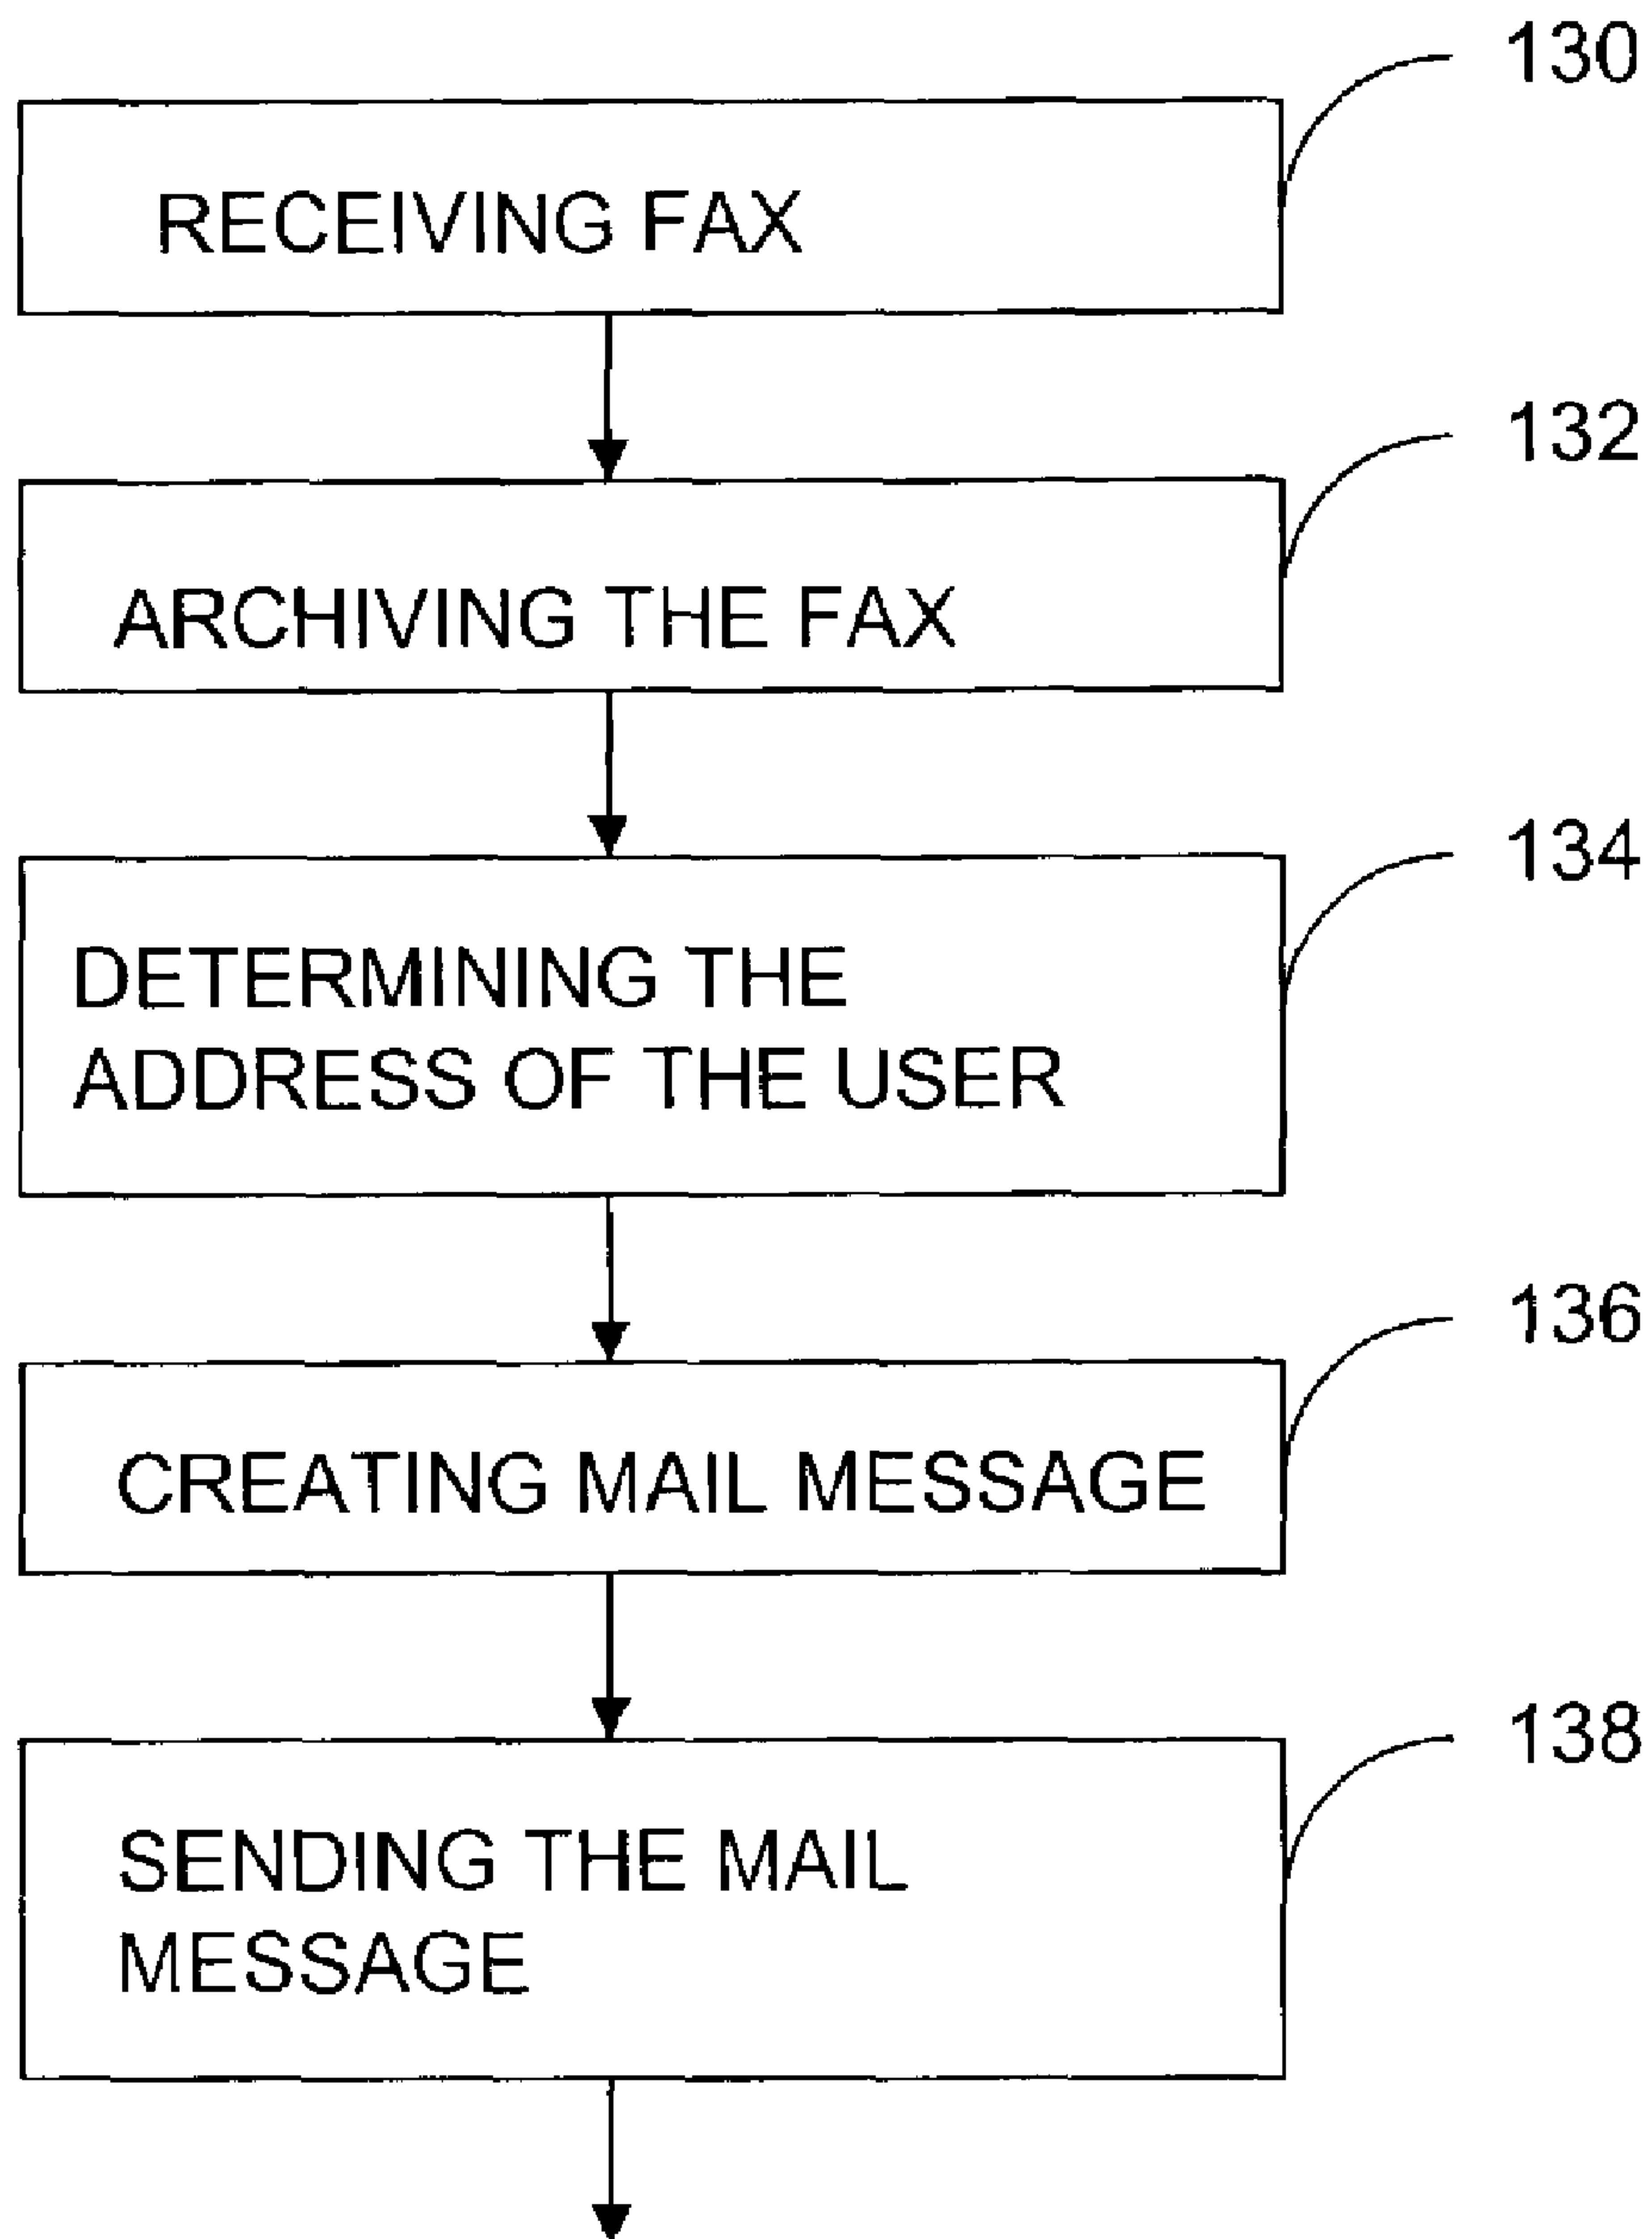 130
RECEIVING FAX
132
ARCHIVING THE FAX
134
DETERMINING THE
ADDRESS OF THE USER
136
CREATING MAIL MESSAGE
138
SENDING THE MAIL
MESSAGE